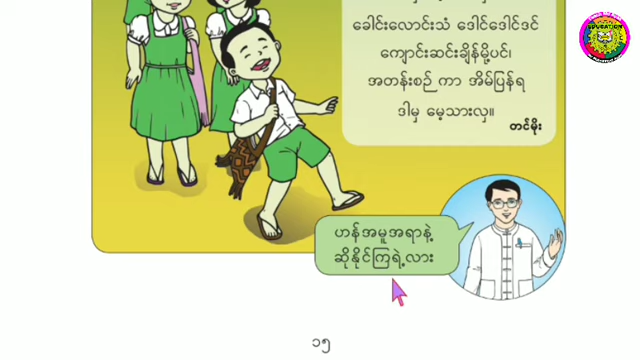 ခေါင်းလောင်းသံ ဒေါင်ဒေါင်ဒင်
ကျောင်းဆင်းချိန်မို့ပင်၊
အတန်းစဉ် ကာ အိမ်ပြန်ရ
ဒါမှ မေ့သားလှ။
တင်မိုး
ဟန်အမူအရာနဲ့
ဆိုနိုင်ကြရဲ့လား
၁၅
EDUCATION